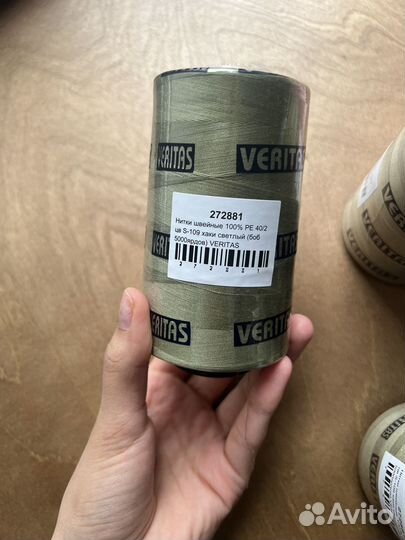 VERITAS
VERITAS
272881
Нитки швейные 100% PE 40/2
цв S-109 хаки светлый (боб
5000ярдов) VERITAS
272881
VERITAS
VERITAS
Avito